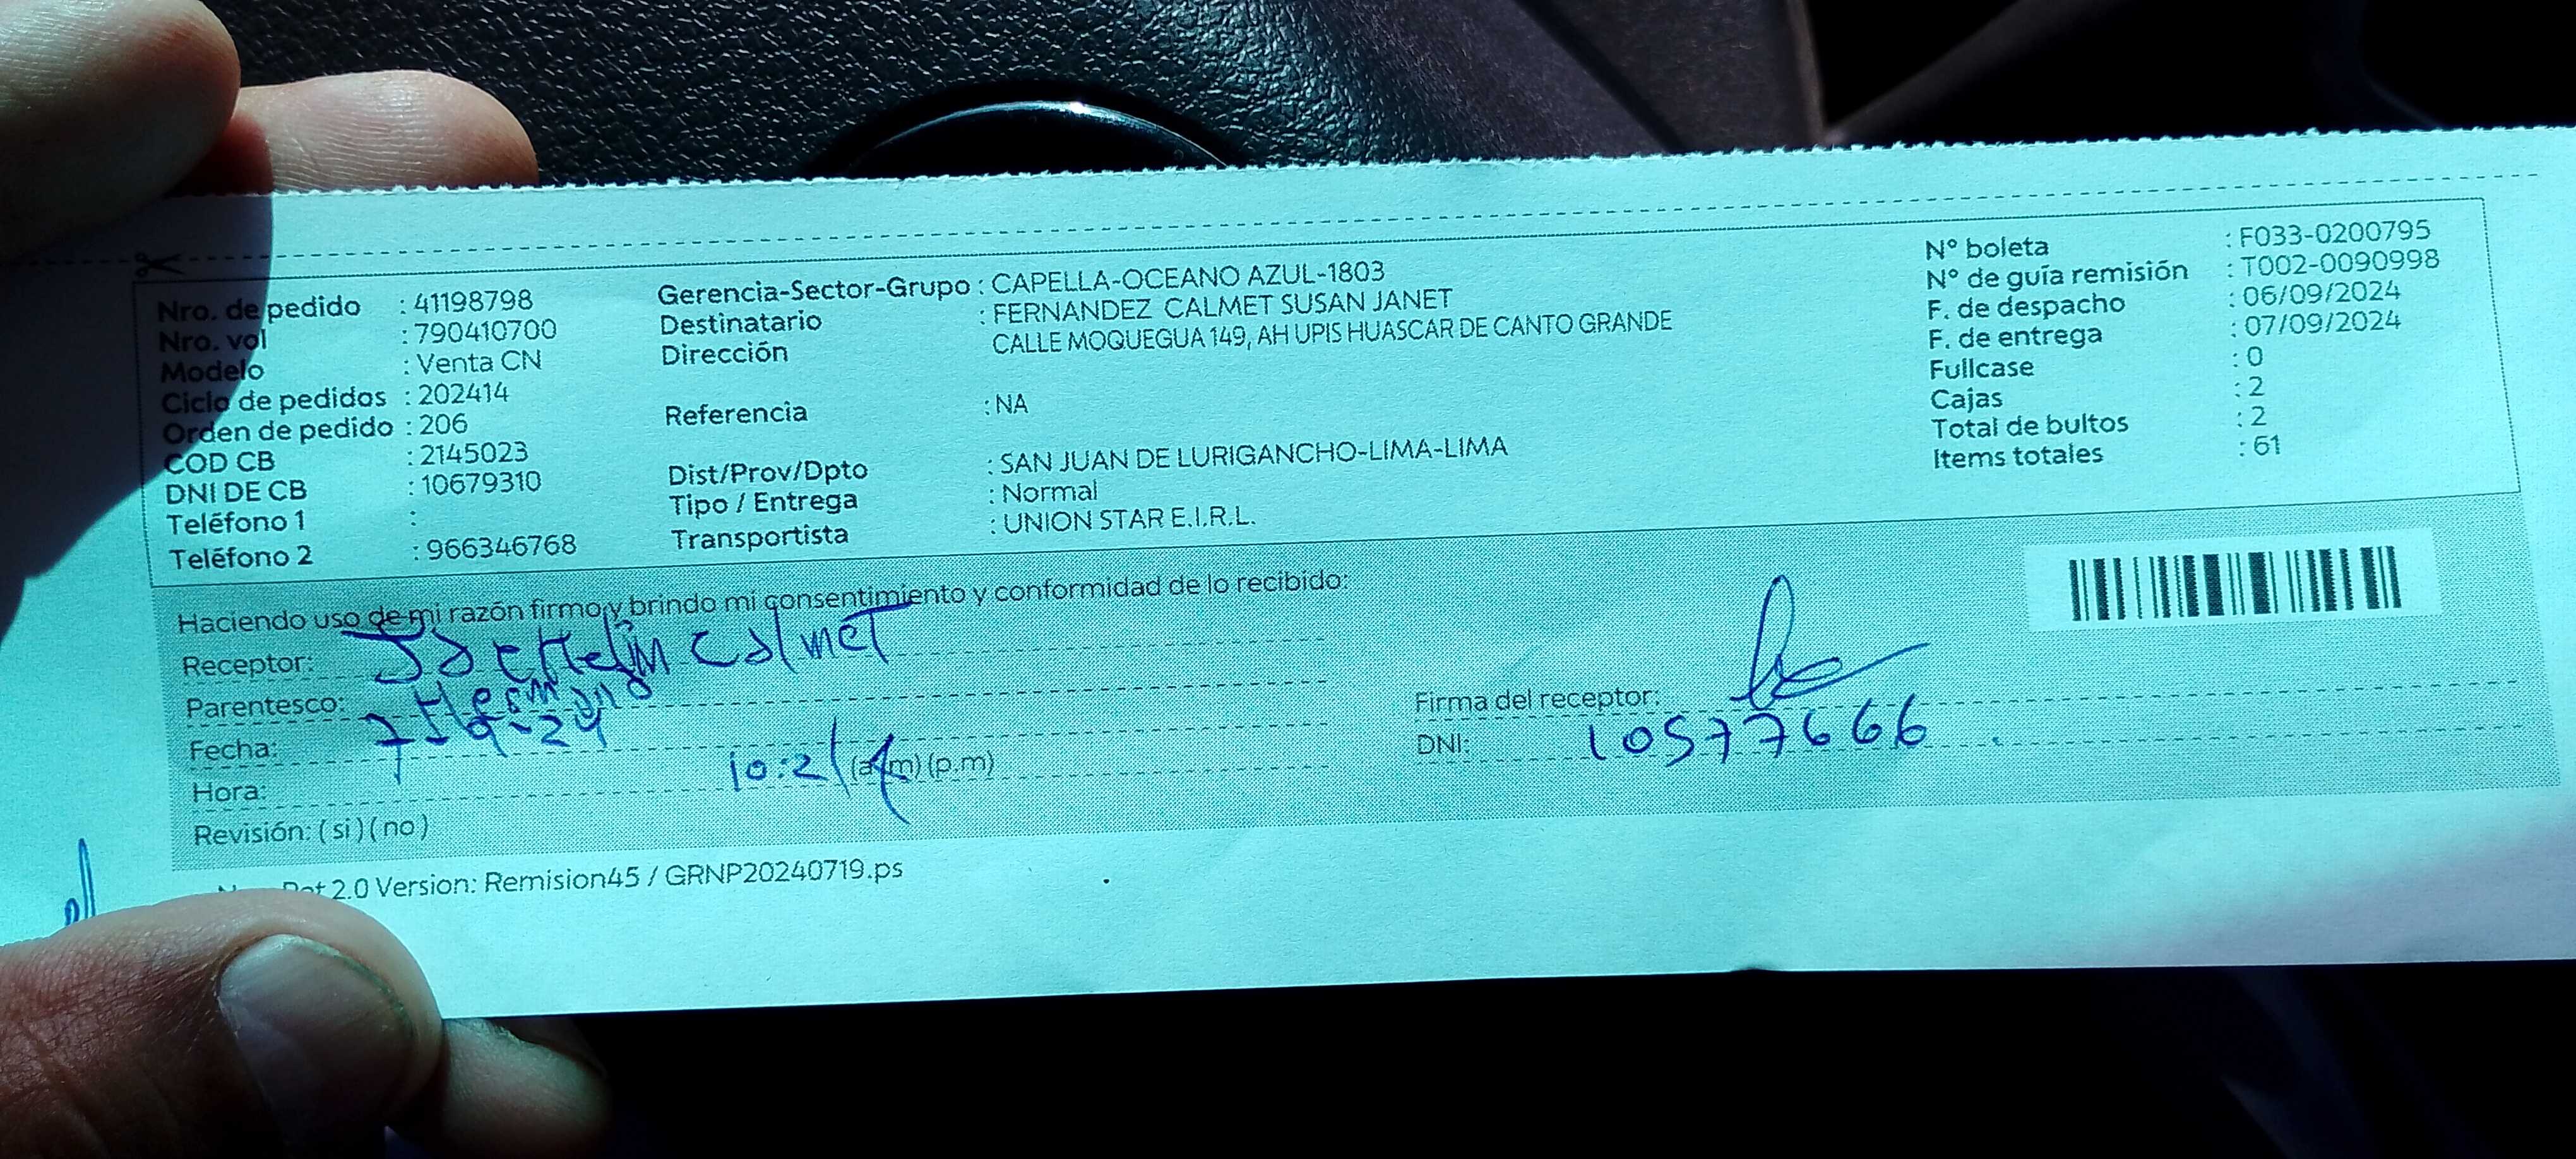 Nro. de pedido : 41198798
Nro. vol : 790410700
Modelo : Venta CN
Ciclo de pedidos : 202414
Orden de pedido : 206
COD CB : 2145023
DNI DE CB : 10679310
Teléfono 1 :
Teléfono 2 : 966346768
Gerencia-Sector-Grupo : CAPELLA-OCEANO AZUL-1803
Destinatario : FERNANDEZ CALMET SUSAN JANET
Dirección CALLE MOQUEGUA 149, AH UPIS HUASCAR DE CANTO GRANDE
Referencia : NA
Dist/Prov/Dpto : SAN JUAN DE LURIGANCHO-LIMA-LIMA
Tipo / Entrega : Normal
Transportista : UNION STAR E.I.R.L.
N° boleta : F033-0200795
N° de guía remisión : T002-0090998
F. de despacho : 06/09/2024
F. de entrega : 07/09/2024
Fullcase : 0
Cajas : 2
Total de bultos : 2
Items totales : 61
Haciendo uso de mi razón firmo y brindo mi consentimiento y conformidad de lo recibido:
Receptor: Calmet
Parentesco:
Fecha: 7-9-24
Hora: 10:21 (a.m) (p.m)
Revisión: (si) (no)
Firma del receptor:
DNI: 10577666
2.0 Version: Remision45 / GRNP20240719.ps